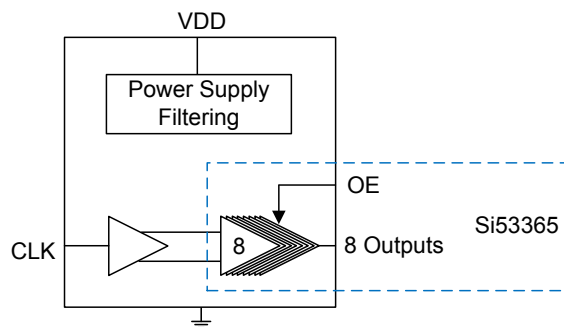 VDD
Power Supply
Filtering
OE
Si53365
CLK
8
8 Outputs